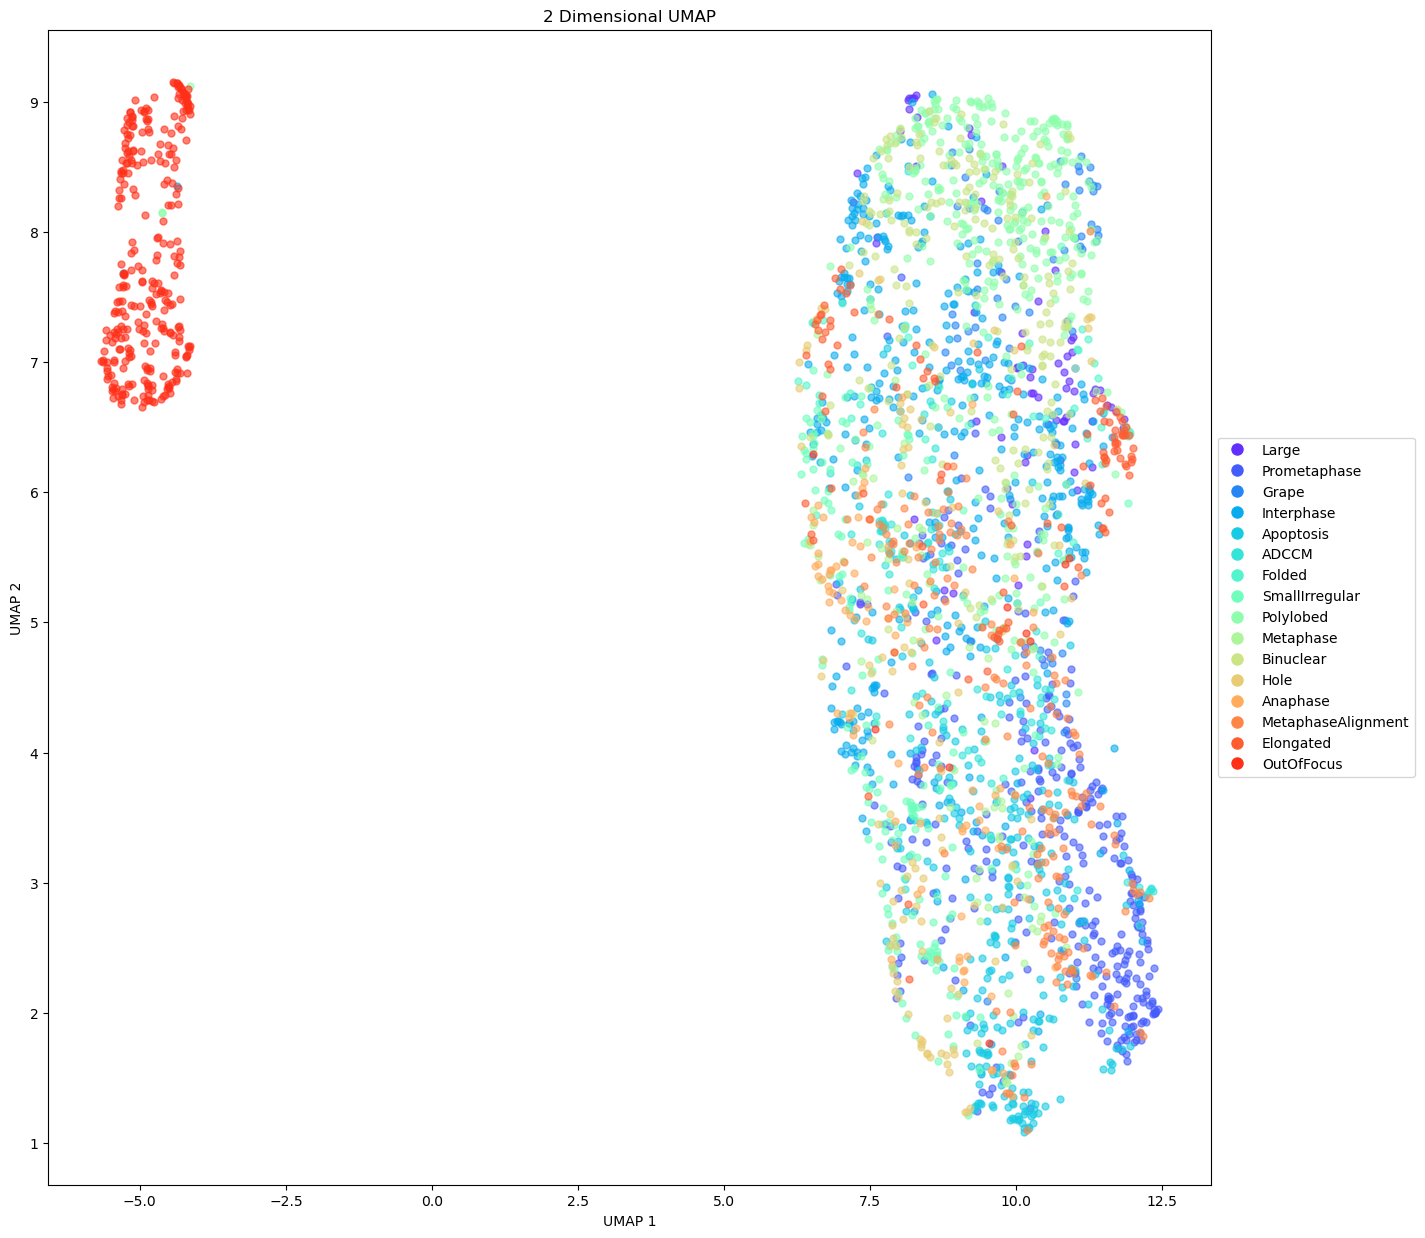 2 Dimensional UMAP
UMAP 2
9
8
7
6
5
4
3
2
1
−5.0
−2.5
0.0
2.5
5.0
7.5
10.0
12.5
UMAP 1
Large
Prometaphase
Grape
Interphase
Apoptosis
ADCCM
Folded
SmallIrregular
Polylobed
Metaphase
Binuclear
Hole
Anaphase
MetaphaseAlignment
Elongated
OutOfFocus